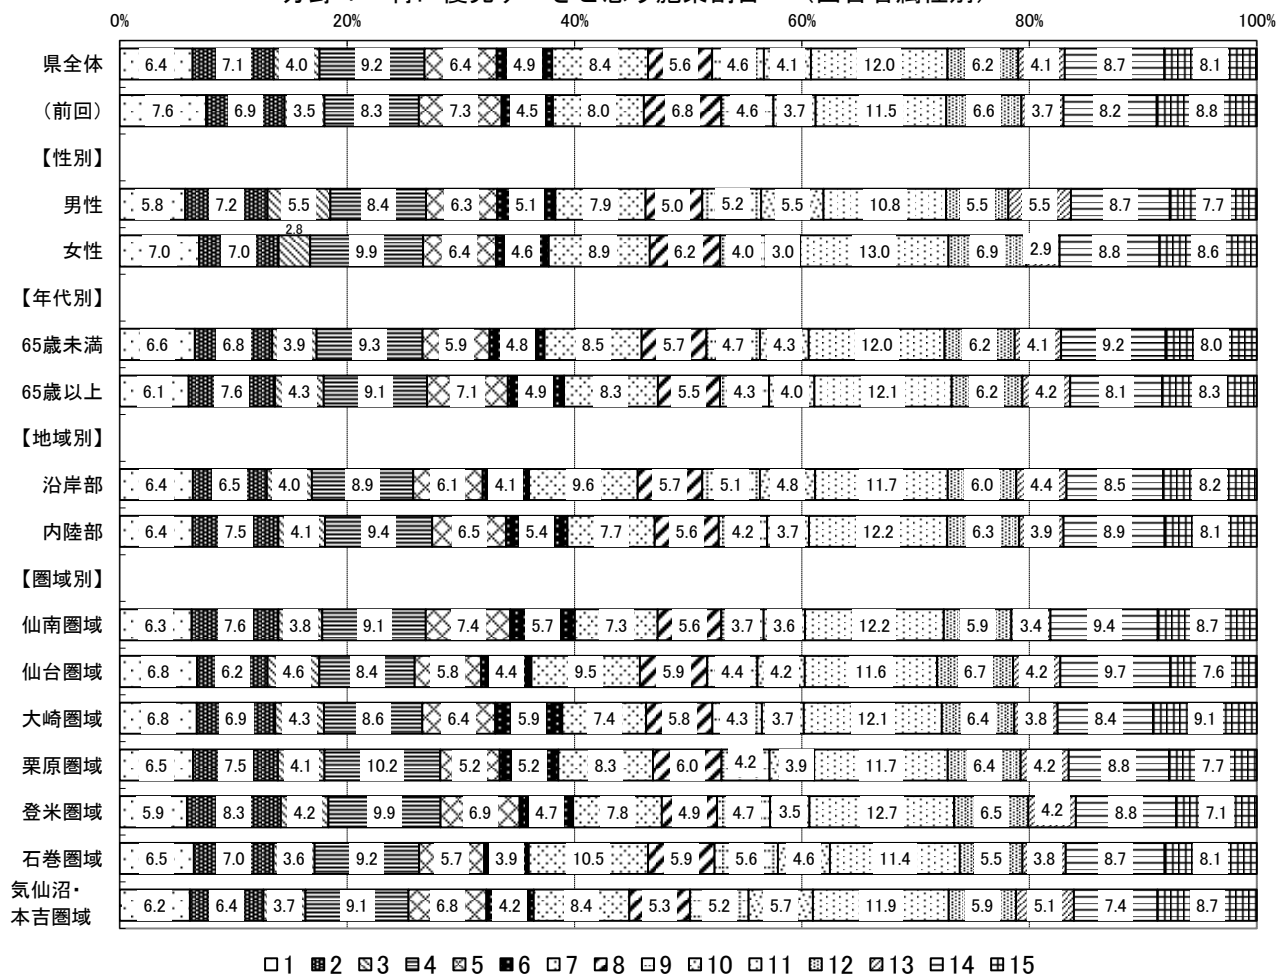 0% 20% 40% 60% 80% 100%
県全体 6.4 7.1 4.0 9.2 6.4 4.9 8.4 5.6 4.6 4.1 12.0 6.2 4.1 8.7 8.1
(前回) 7.6 6.9 3.5 8.3 7.3 4.5 8.0 6.8 4.6 3.7 11.5 6.6 3.7 8.2 8.8
【性別】
男性 5.8 7.2 5.5 8.4 6.3 5.1 7.9 5.0 5.2 5.5 10.8 5.5 5.5 8.7 7.7
女性 7.0 7.0 2.8 9.9 6.4 4.6 8.9 6.2 4.0 3.0 13.0 6.9 2.9 8.8 8.6
【年代別】
65歳未満 6.6 6.8 3.9 9.3 5.9 4.8 8.5 5.7 4.7 4.3 12.0 6.2 4.1 9.2 8.0
65歳以上 6.1 7.6 4.3 9.1 7.1 4.9 8.3 5.5 4.3 4.0 12.1 6.2 4.2 8.1 8.3
【地域別】
沿岸部 6.4 6.5 4.0 8.9 6.1 4.1 9.6 5.7 5.1 4.8 11.7 6.0 4.4 8.5 8.2
内陸部 6.4 7.5 4.1 9.4 6.5 5.4 7.7 5.6 4.2 3.7 12.2 6.3 3.9 8.9 8.1
【圏域別】
仙南圏域 6.3 7.6 3.8 9.1 7.4 5.7 7.3 5.6 3.7 3.6 12.2 5.9 3.4 9.4 8.7
仙台圏域 6.8 6.2 4.6 8.4 5.8 4.4 9.5 5.9 4.4 4.2 11.6 6.7 4.2 9.7 7.6
大崎圏域 6.8 6.9 4.3 8.6 6.4 5.9 7.4 5.8 4.3 3.7 12.1 6.4 3.8 8.4 9.1
栗原圏域 6.5 7.5 4.1 10.2 5.2 5.2 8.3 6.0 4.2 3.9 11.7 6.4 4.2 8.8 7.7
登米圏域 5.9 8.3 4.2 9.9 6.9 4.7 7.8 4.9 4.7 3.5 12.7 6.5 4.2 8.8 7.1
石巻圏域 6.5 7.0 3.6 9.2 5.7 3.9 10.5 5.9 5.6 4.6 11.4 5.5 3.8 8.7 8.1
気仙沼・
本吉圏域 6.2 6.4 3.7 9.1 6.8 4.2 8.4 5.3 5.2 5.7 11.9 5.9 5.1 7.4 8.7
1 2 3 4 5 6 7 8 9 10 11 12 13 14 15